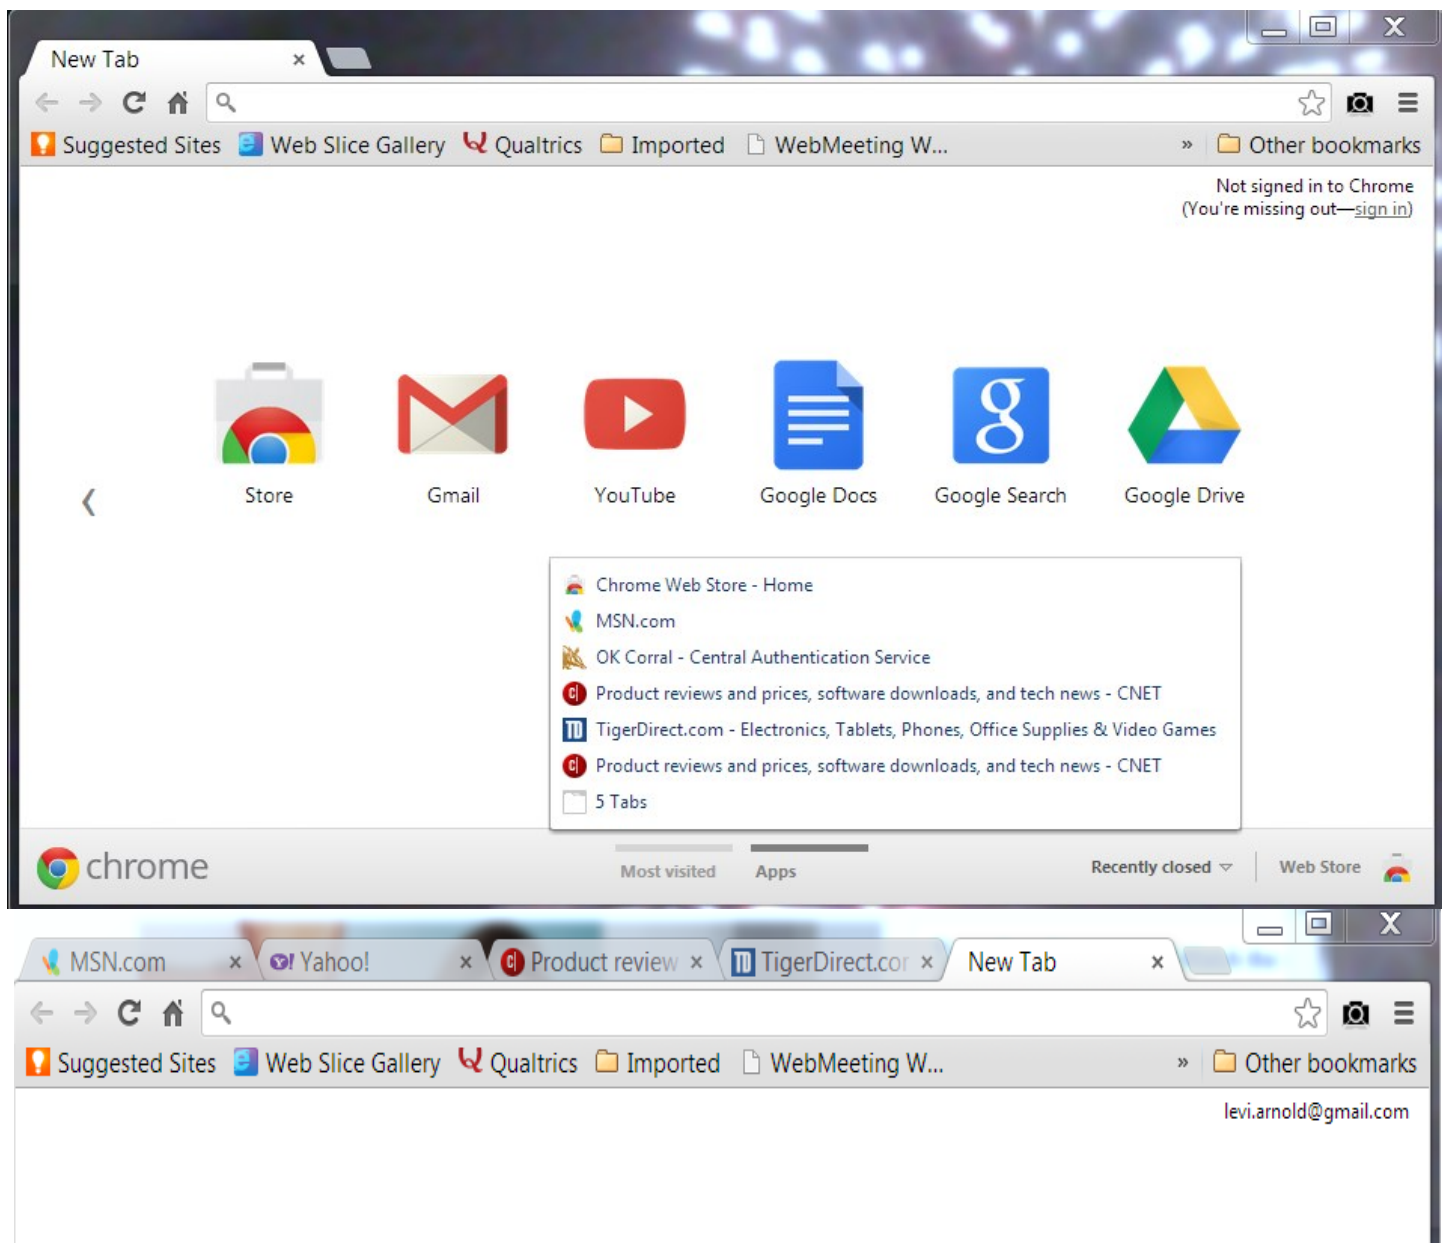 New Tab
Suggested Sites Web Slice Gallery Qualtrics Imported WebMeeting W... » Other bookmarks
Not signed in to Chrome
(You're missing out—sign in)
Store Gmail YouTube Google Docs Google Search Google Drive
Chrome Web Store - Home
MSN.com
OK Corral - Central Authentication Service
Product reviews and prices, software downloads, and tech news - CNET
TigerDirect.com - Electronics, Tablets, Phones, Office Supplies & Video Games
Product reviews and prices, software downloads, and tech news - CNET
5 Tabs
chrome Most visited Apps Recently closed Web Store
MSN.com Yahoo! Product review TigerDirect.com New Tab
Suggested Sites Web Slice Gallery Qualtrics Imported WebMeeting W... » Other bookmarks
levi.arnold@gmail.com